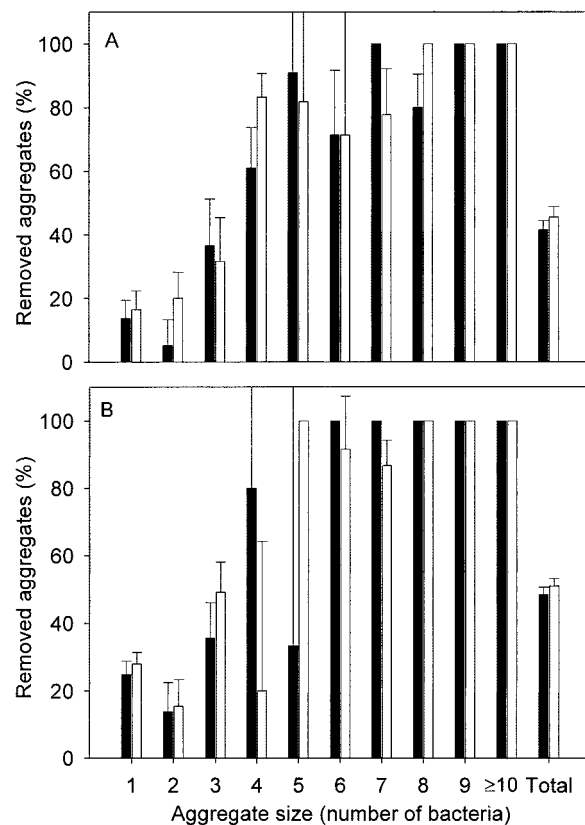 A
Removed aggregates (%)
100
80
60
40
20
0
B
Removed aggregates (%)
100
80
60
40
20
0
1 2 3 4 5 6 7 8 9 ≥10 Total
Aggregate size (number of bacteria)